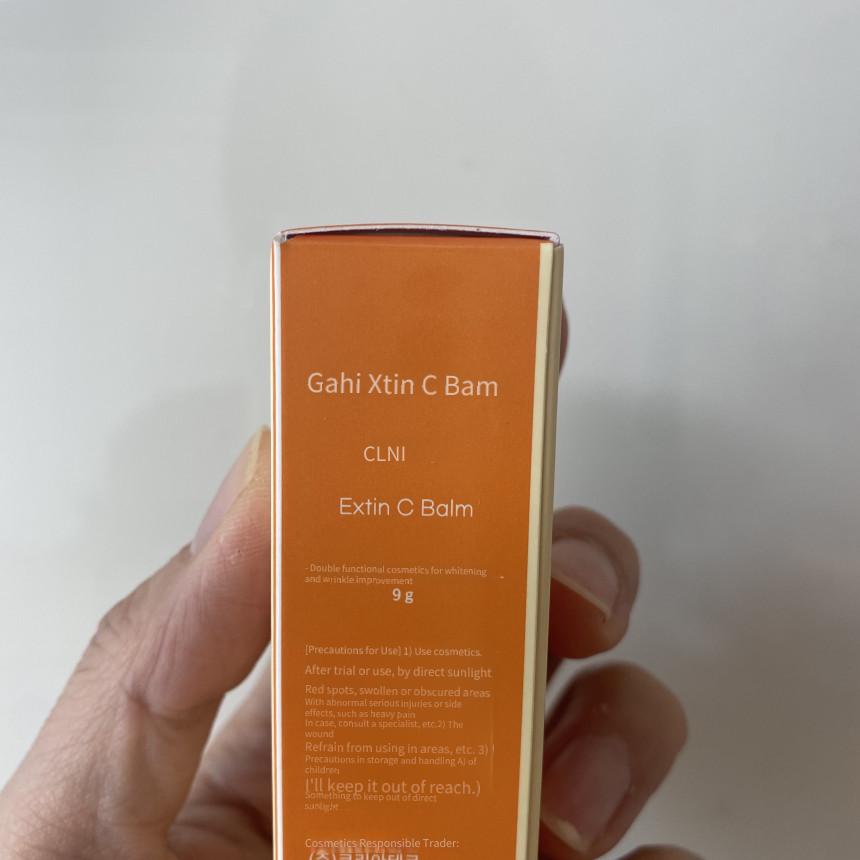 Gahi Xtin C Bam
CLNI
Extin C Balm
- Double functional cosmetics for whitening
and wrinkle improvement
9 g
[Precautions for Use] 1) Use cosmetics.
After trial or use, by direct sunlight
Red spots, swollen or obscured areas
With abnormal serious injuries or side
effects, such as heavy pain
In case, consult a specialist, etc.2) The
wound
Refrain from using in areas, etc. 3)
Precautions in storage and handling A) of
children
I'll keep it out of reach.)
Something to keep out of direct
sunlight
Cosmetics Responsible Trader: